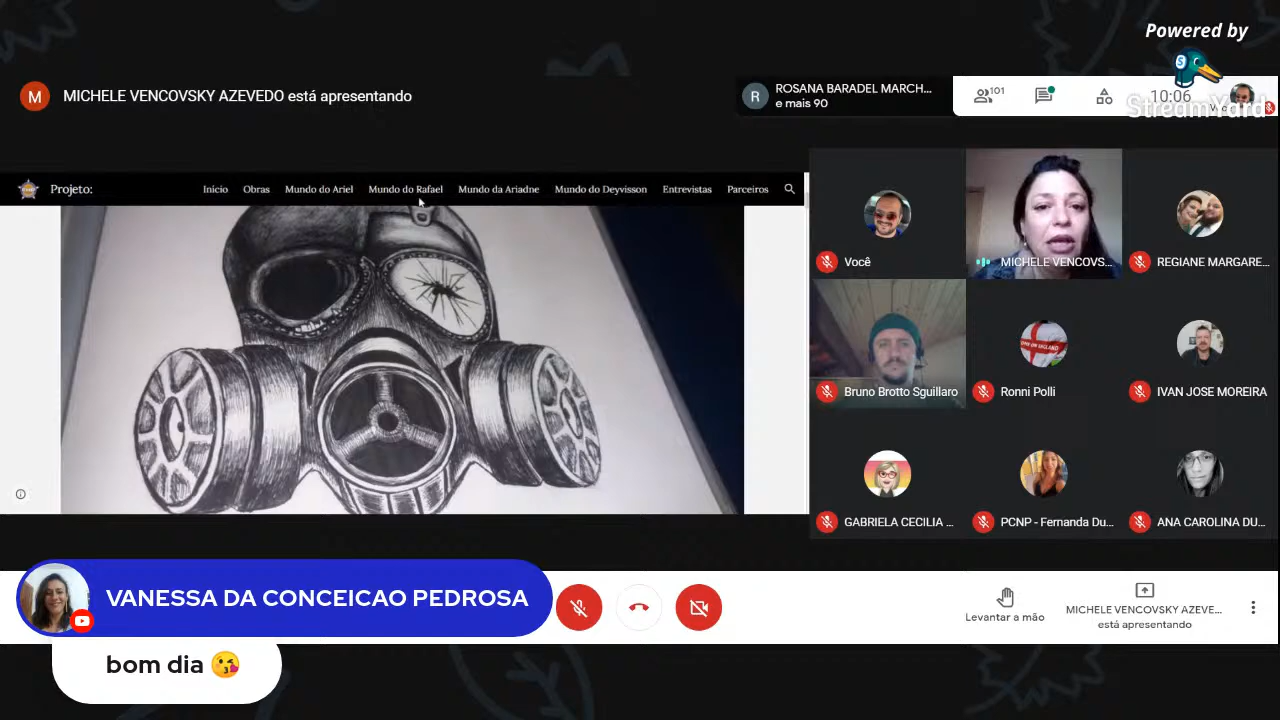 Powered by
StreamYard
M
MICHELE VENCOVSKY AZEVEDO está apresentando
R
ROSANA BARADEL MARCH...
e mais 90
101
10:06
Projeto:
Início
Obras
Mundo do Ariel
Mundo do Rafael
Mundo da Ariadne
Mundo do Deyvisson
Entrevistas
Parceiros
Você
MICHELE VENCOVS...
REGIANE MARGARE...
Bruno Brotto Sguillaro
Ronni Polli
IVAN JOSE MOREIRA
GABRIELA CECILIA ...
PCNP - Fernanda Du...
ANA CAROLINA DU...
VANESSA DA CONCEICAO PEDROSA
bom dia 😘
Levantar a mão
MICHELE VENCOVSKY AZEVE...
está apresentando